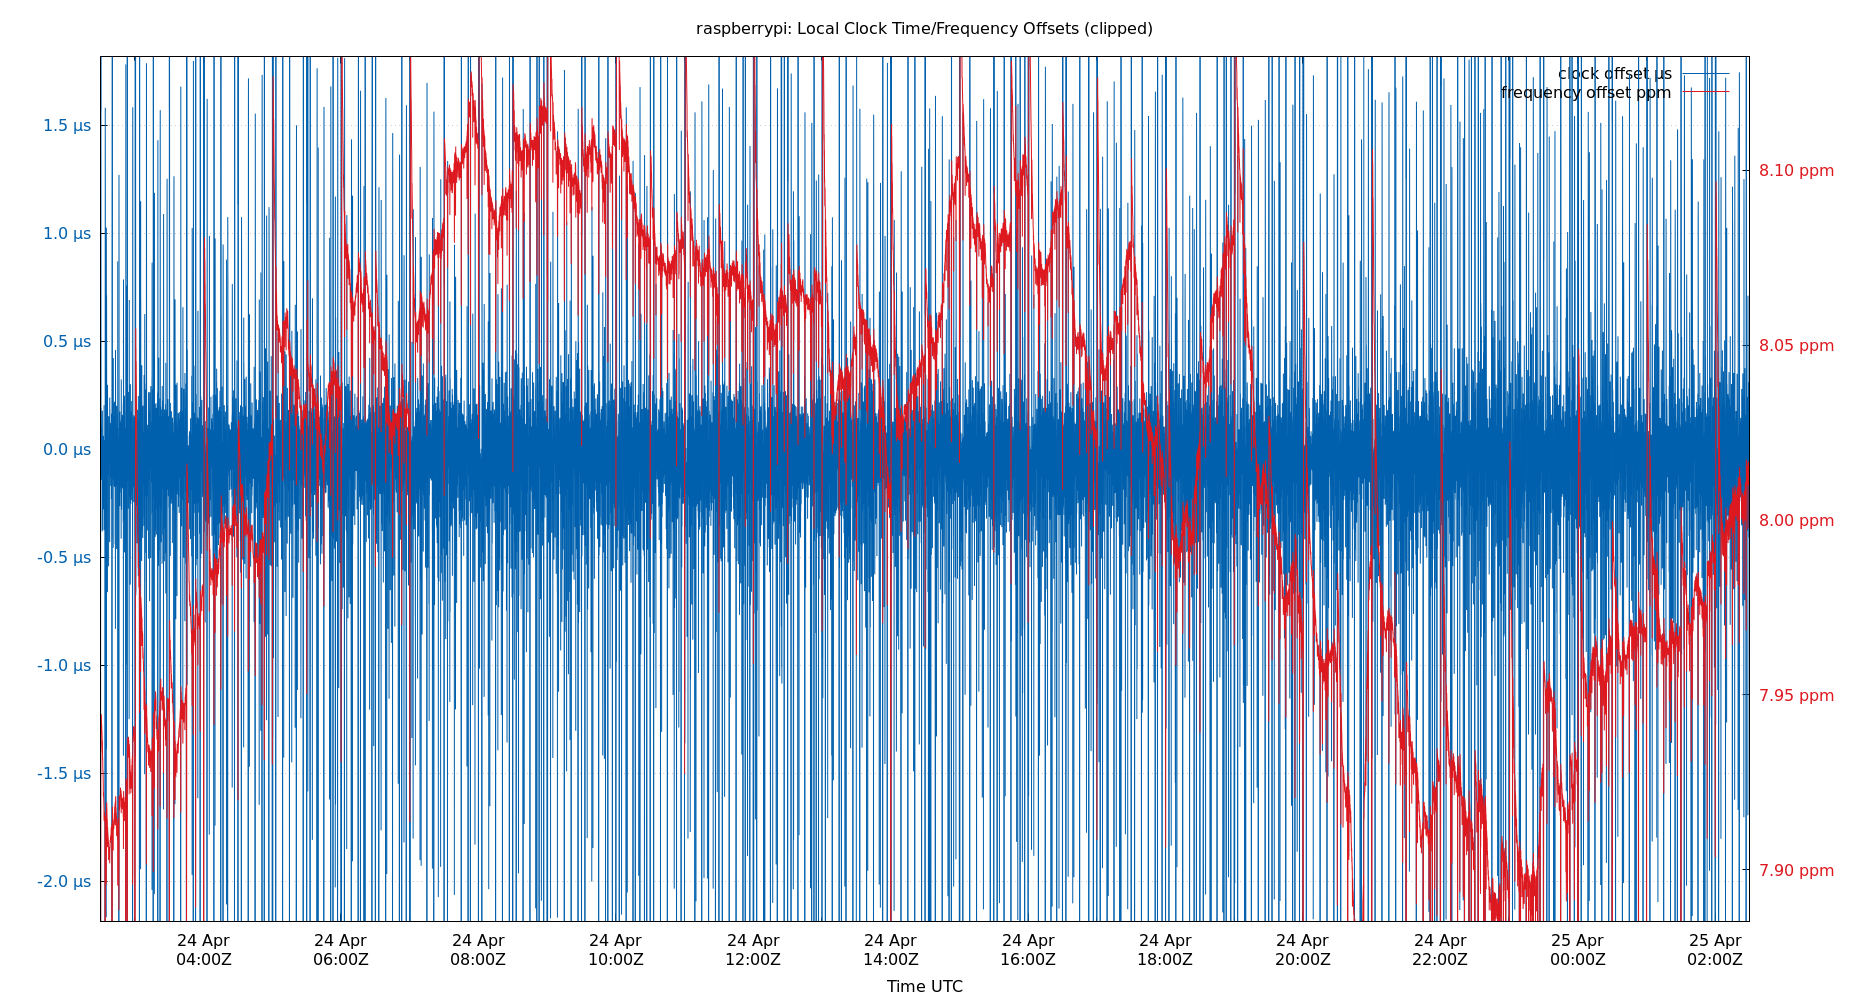 raspberrypi: Local Clock Time/Frequency Offsets (clipped)
clock offset µs
frequency offset ppm
1.5 µs
1.0 µs
0.5 µs
0.0 µs
-0.5 µs
-1.0 µs
-1.5 µs
-2.0 µs
8.10 ppm
8.05 ppm
8.00 ppm
7.95 ppm
7.90 ppm
24 Apr 24 Apr 24 Apr 24 Apr 24 Apr 24 Apr 24 Apr 24 Apr 24 Apr 24 Apr 25 Apr 25 Apr
04:00Z 06:00Z 08:00Z 10:00Z 12:00Z 14:00Z 16:00Z 18:00Z 20:00Z 22:00Z 00:00Z 02:00Z
Time UTC